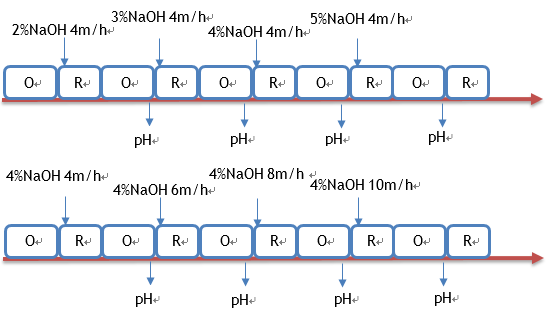 2%NaOH 4m/h 3%NaOH 4m/h 4%NaOH 4m/h 5%NaOH 4m/h
O R O R O R O R O R
pH pH pH pH
4%NaOH 4m/h 4%NaOH 6m/h 4%NaOH 8m/h 4%NaOH 10m/h
O R O R O R O R O R
pH pH pH pH